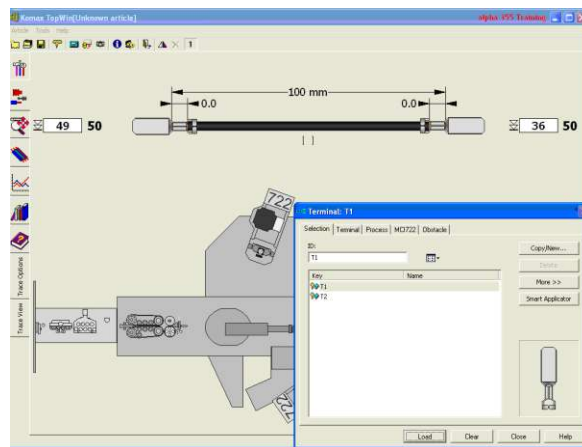 Komax TopWin[Unknown article]
alpha 355 Training
Article Tools Help
1
100 mm
0.0
0.0
49 50
36 50
[ ]
722
722
Trace Options
Trace View
Terminal: T1
Selection Terminal Process MCI722 Obstacle
ID:
T1
Copy/New...
Delete
More >>
Smart Applicator
Key Name
T1
T2
Load Clear Close Help